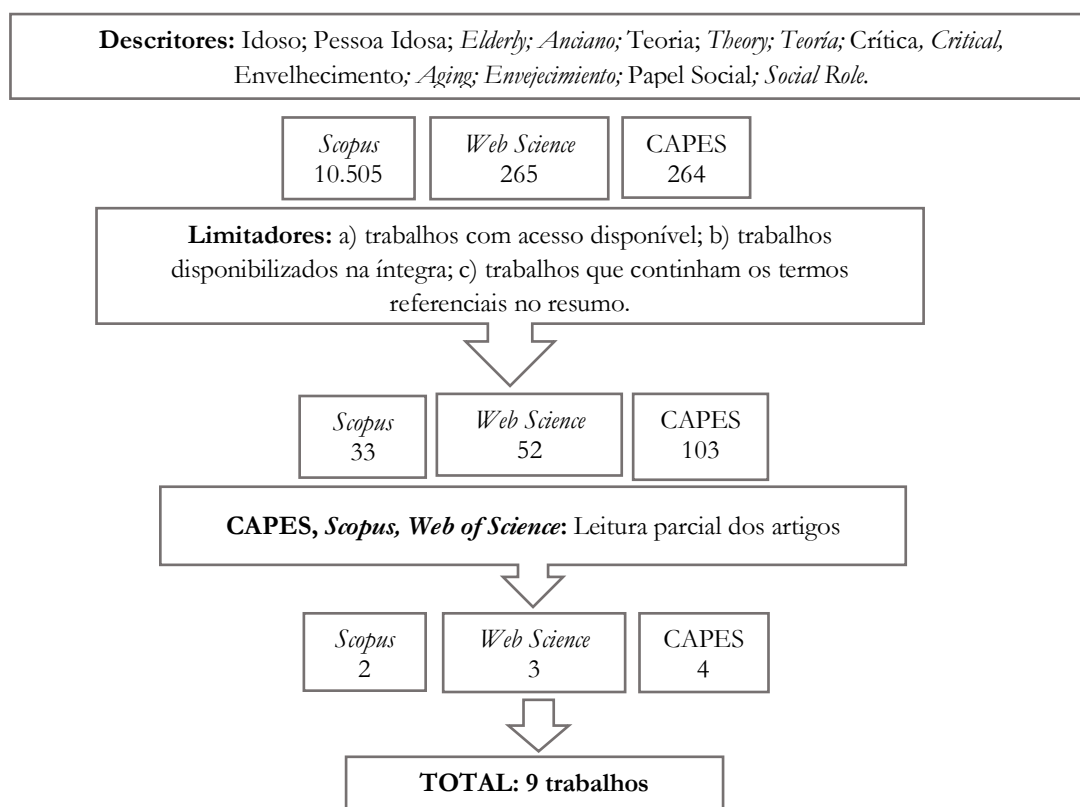 Descritores: Idoso; Pessoa Idosa; Elderly; Anciano; Teoria; Theory; Teoría; Crítica, Critical,
Envelhecimento; Aging; Envejecimiento; Papel Social; Social Role.
Scopus
10.505
Web Science
265
CAPES
264
Limitadores: a) trabalhos com acesso disponível; b) trabalhos
disponibilizados na íntegra; c) trabalhos que continham os termos
referenciais no resumo.
Scopus
33
Web Science
52
CAPES
103
CAPES, Scopus, Web of Science: Leitura parcial dos artigos
Scopus
2
Web Science
3
CAPES
4
TOTAL: 9 trabalhos